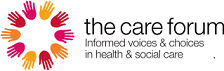 the care forum
Informed voices & choices
in health & social care